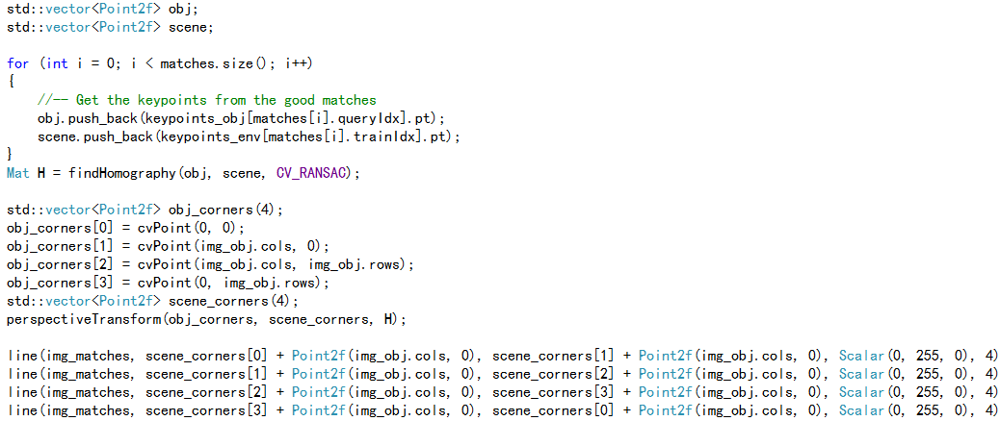 std::vector<Point2f> obj;
std::vector<Point2f> scene;
for (int i = 0; i < matches.size(); i++)
{
//-- Get the keypoints from the good matches
obj.push_back(keypoints_obj[matches[i].queryIdx].pt);
scene.push_back(keypoints_env[matches[i].trainIdx].pt);
}
Mat H = findHomography(obj, scene, CV_RANSAC);
std::vector<Point2f> obj_corners(4);
obj_corners[0] = cvPoint(0, 0);
obj_corners[1] = cvPoint(img_obj.cols, 0);
obj_corners[2] = cvPoint(img_obj.cols, img_obj.rows);
obj_corners[3] = cvPoint(0, img_obj.rows);
std::vector<Point2f> scene_corners(4);
perspectiveTransform(obj_corners, scene_corners, H);
line(img_matches, scene_corners[0] + Point2f(img_obj.cols, 0), scene_corners[1] + Point2f(img_obj.cols, 0), Scalar(0, 255, 0), 4)
line(img_matches, scene_corners[1] + Point2f(img_obj.cols, 0), scene_corners[2] + Point2f(img_obj.cols, 0), Scalar(0, 255, 0), 4)
line(img_matches, scene_corners[2] + Point2f(img_obj.cols, 0), scene_corners[3] + Point2f(img_obj.cols, 0), Scalar(0, 255, 0), 4)
line(img_matches, scene_corners[3] + Point2f(img_obj.cols, 0), scene_corners[0] + Point2f(img_obj.cols, 0), Scalar(0, 255, 0), 4)